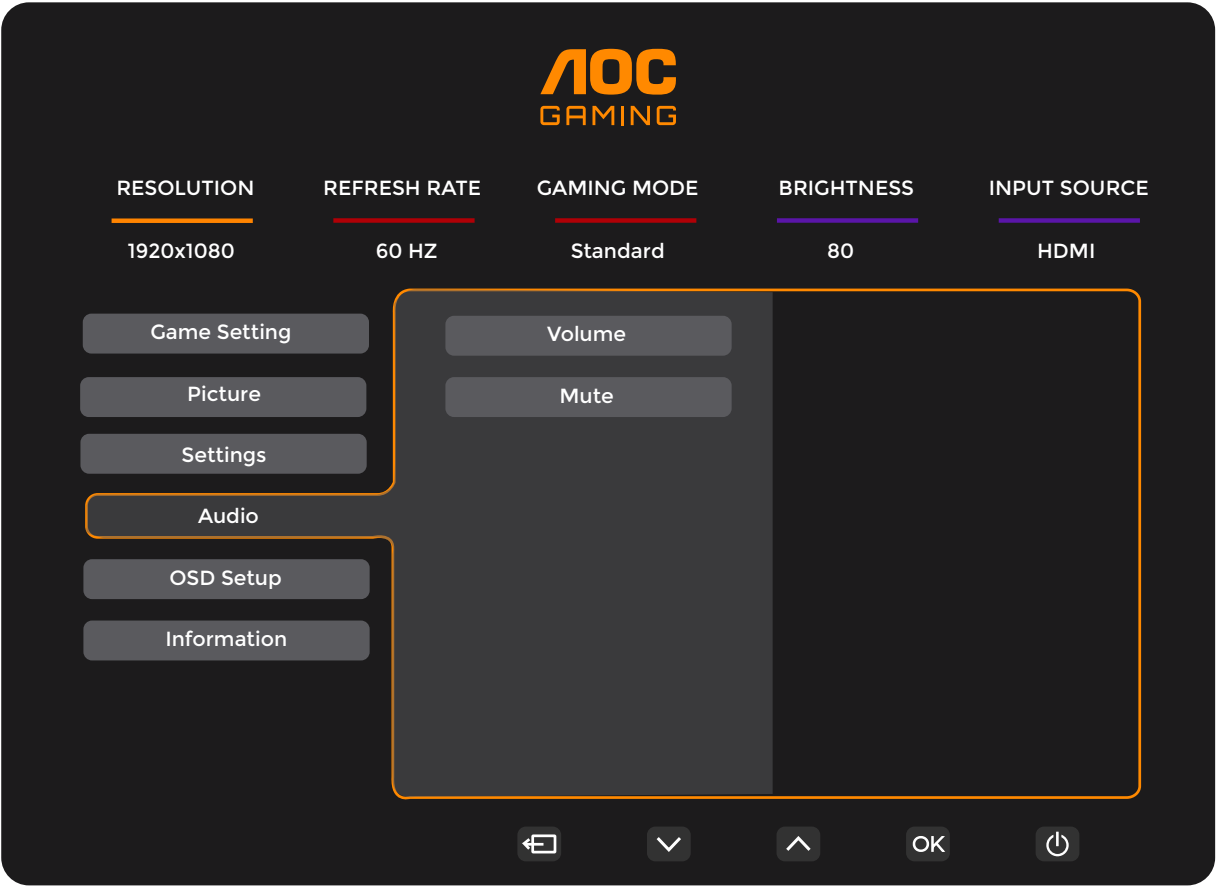 AOC
GAMING
RESOLUTION REFRESH RATE GAMING MODE BRIGHTNESS INPUT SOURCE
1920x1080 60 HZ Standard 80 HDMI
Game Setting
Picture
Settings
Audio
OSD Setup
Information
Volume
Mute
OK